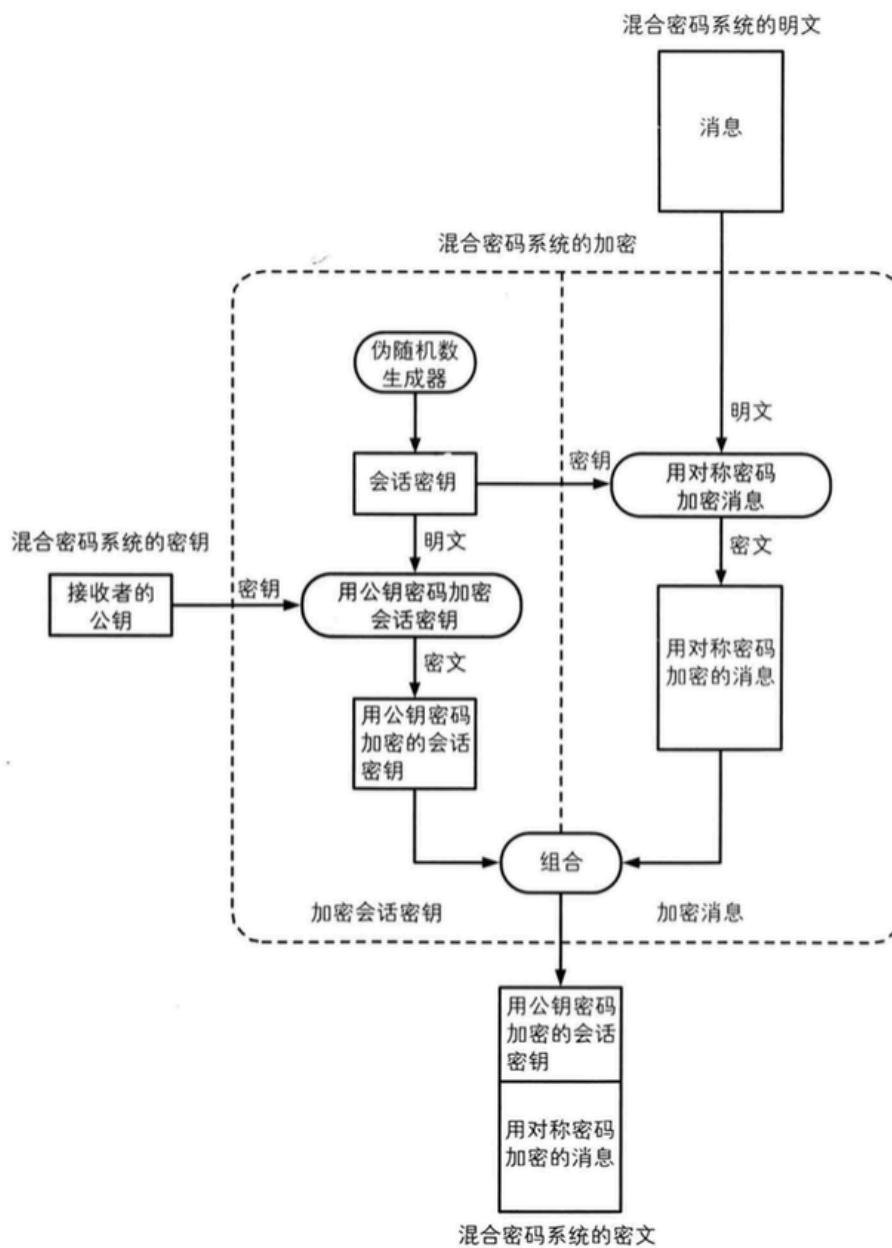 混合密码系统的明文
消息
混合密码系统的加密
伪随机数
生成器
明文
会话密钥
密钥
用对称密码
加密消息
混合密码系统的密钥
明文
密文
接收者的
公钥
密钥
用公钥密码加密
会话密钥
用对称密码
加密的消息
密文
用公钥密码
加密的会话
密钥
组合
加密会话密钥
加密消息
用公钥密码
加密的会话
密钥
用对称密码
加密的消息
混合密码系统的密文